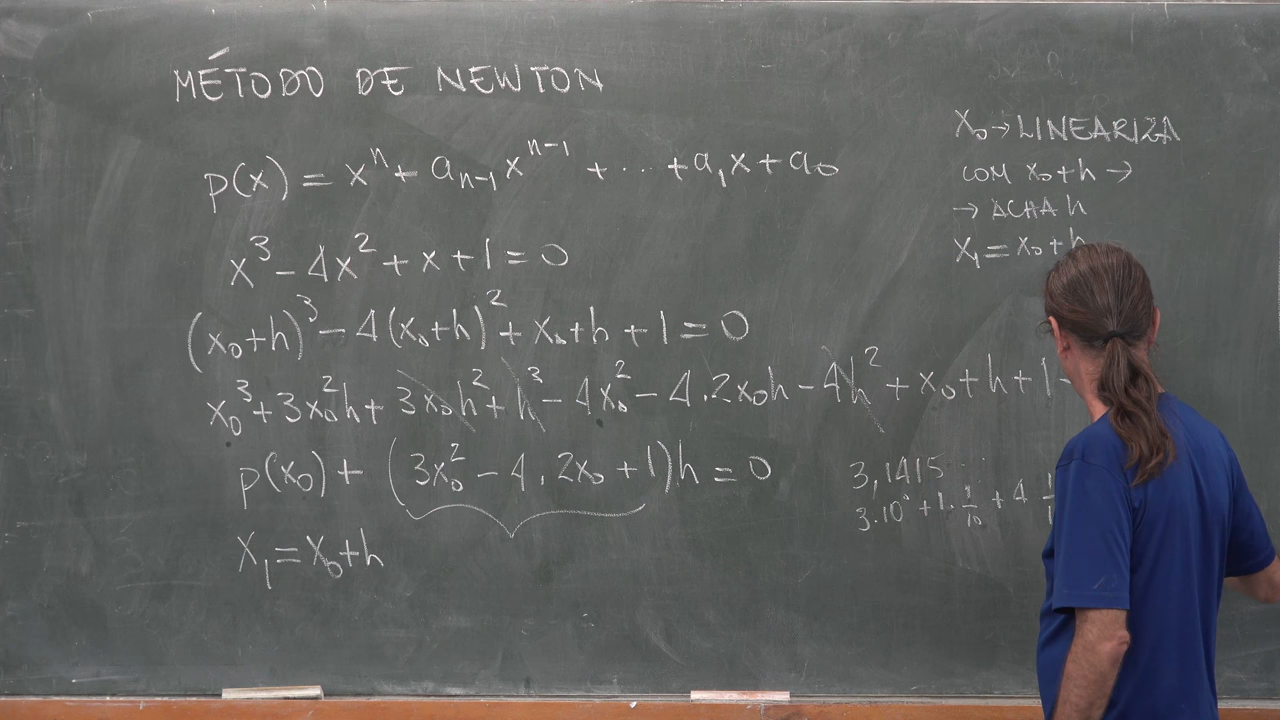 MÉTODO DE NEWTON
p(x) = xⁿ + aₙ₋₁xⁿ⁻¹ + ... + a₁x + a₀
x³ - 4x² + x + 1 = 0
(x₀+h)³ - 4(x₀+h)² + x₀+h + 1 = 0
x₀³ + 3x₀²h + 3x₀h² + h³ - 4x₀² - 4.2x₀h - 4h² + x₀ + h + 1
p(x₀) + (3x₀² - 4.2x₀ + 1)h = 0
x₁ = x₀+h
x₀ → LINEARIZA
COM x₀+h →
→ ACHA h
x₁ = x₀+h
3,1415...
3.10⁰ + 1.1/10 + 4